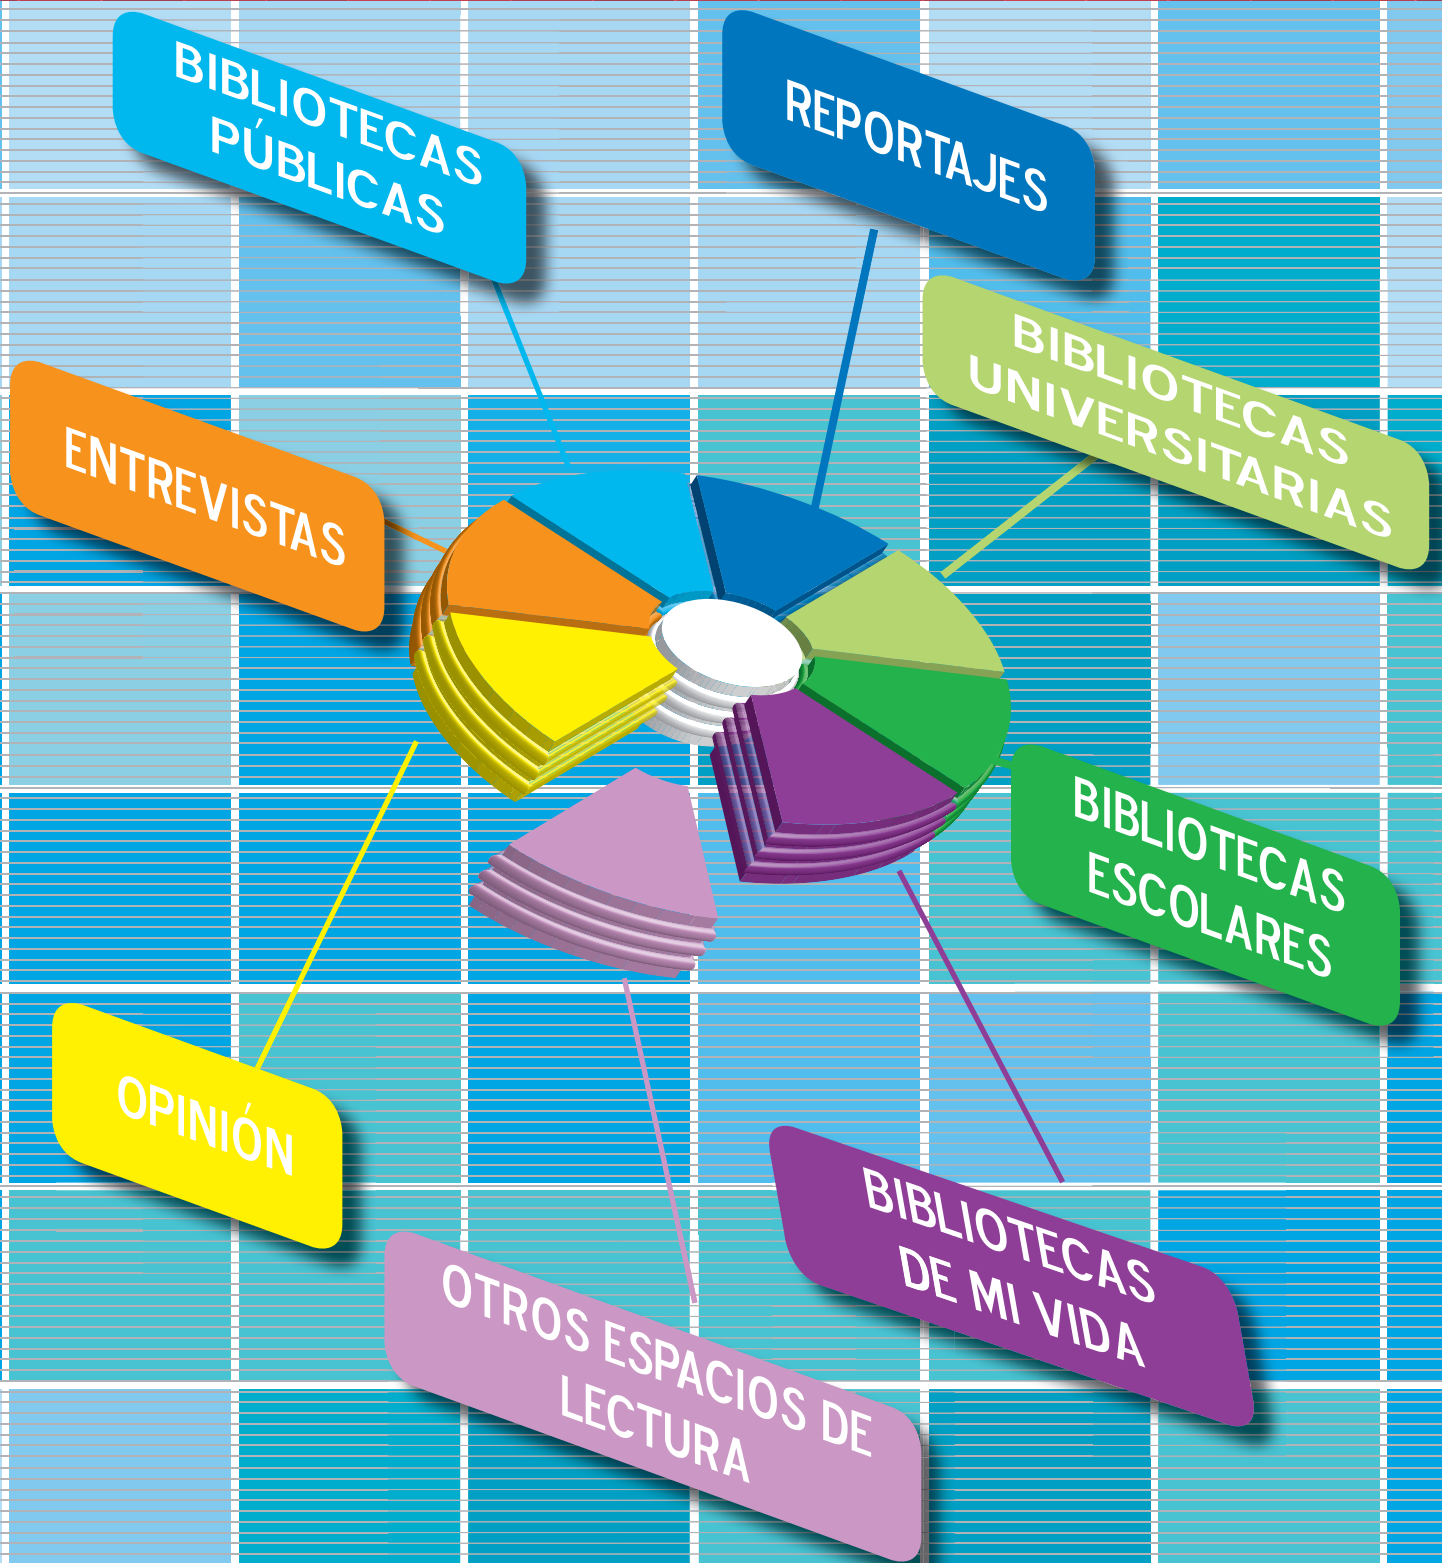 BIBLIOTECAS
PÚBLICAS
REPORTAJES
BIBLIOTECAS
UNIVERSITARIAS
ENTREVISTAS
BIBLIOTECAS
ESCOLARES
OPINIÓN
BIBLIOTECAS
DE MI VIDA
OTROS ESPACIOS DE
LECTURA